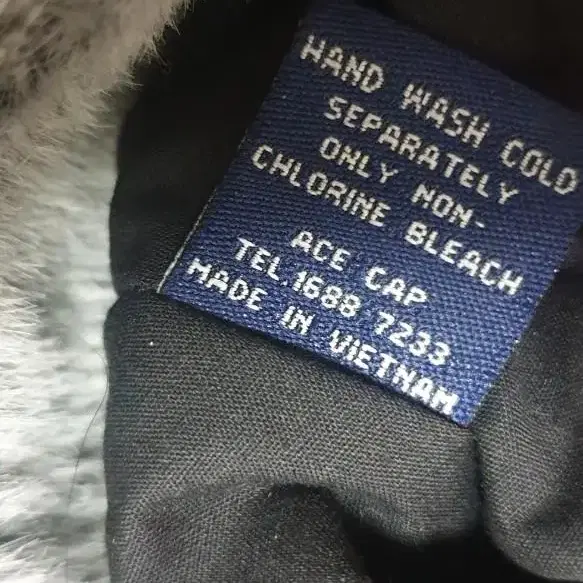 HAND WASH COLD
SEPARATELY
ONLY NON-
CHLORINE BLEACH
ACE CAP
TEL.1688 7233
MADE IN VIETNAM